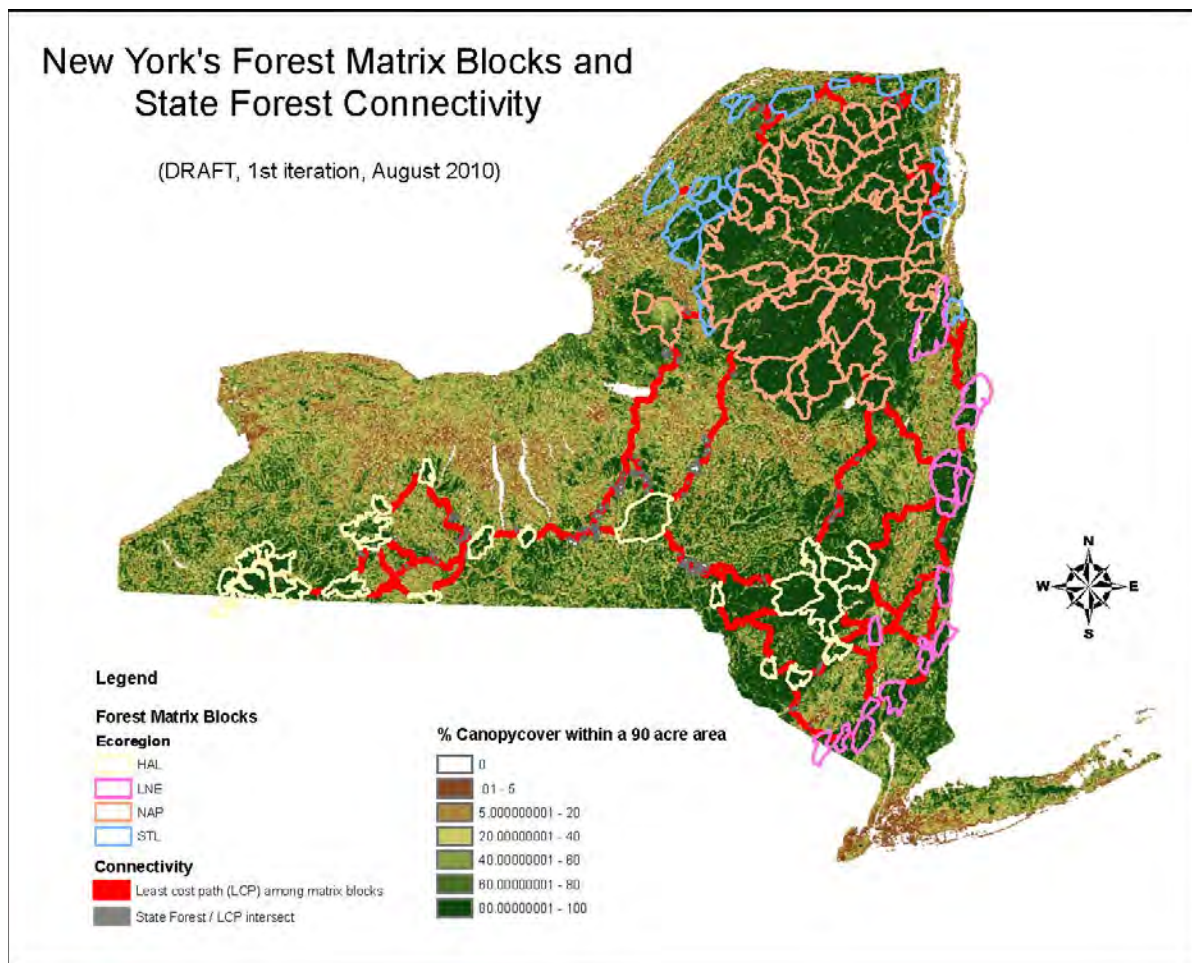 New York's Forest Matrix Blocks and
State Forest Connectivity
(DRAFT, 1st iteration, August 2010)
N
W
E
S
Legend
Forest Matrix Blocks
Ecoregion
HAL
LNE
NAP
STL
Connectivity
Least cost path (LCP) among matrix blocks
State Forest / LCP intersect
% Canopycover within a 90 acre area
0
.01 - 5
5.000000001 - 20
20.00000001 - 40
40.00000001 - 60
60.00000001 - 80
80.00000001 - 100